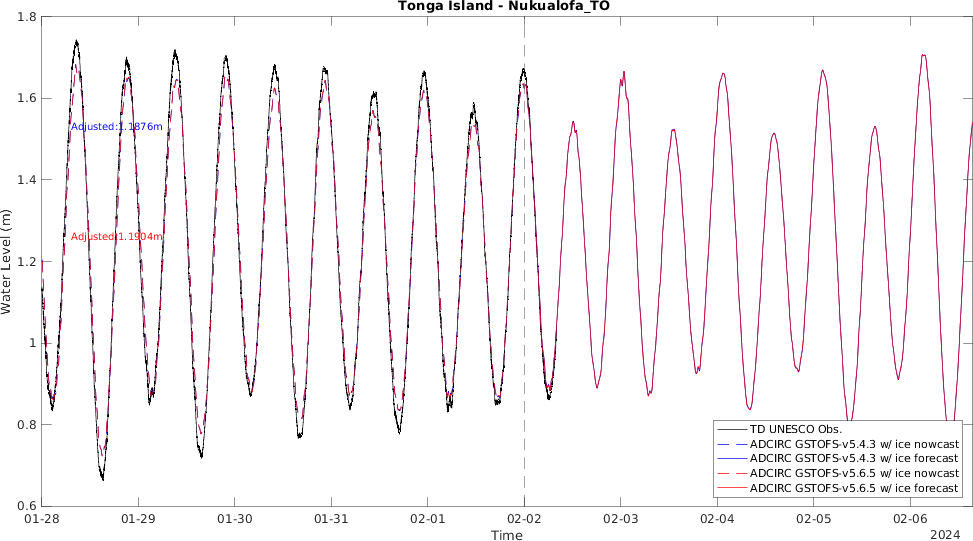 Tonga Island - Nukualofa_TO
1.8
1.6
1.4
1.2
1
0.8
0.6
Water Level (m)
Adjusted:1.1876m
Adjusted:1.1904m
TD UNESCO Obs.
ADCIRC GSTOFS-v5.4.3 w/ ice nowcast
ADCIRC GSTOFS-v5.4.3 w/ ice forecast
ADCIRC GSTOFS-v5.6.5 w/ ice nowcast
ADCIRC GSTOFS-v5.6.5 w/ ice forecast
01-28 01-29 01-30 01-31 02-01 02-02 02-03 02-04 02-05 02-06
Time
2024